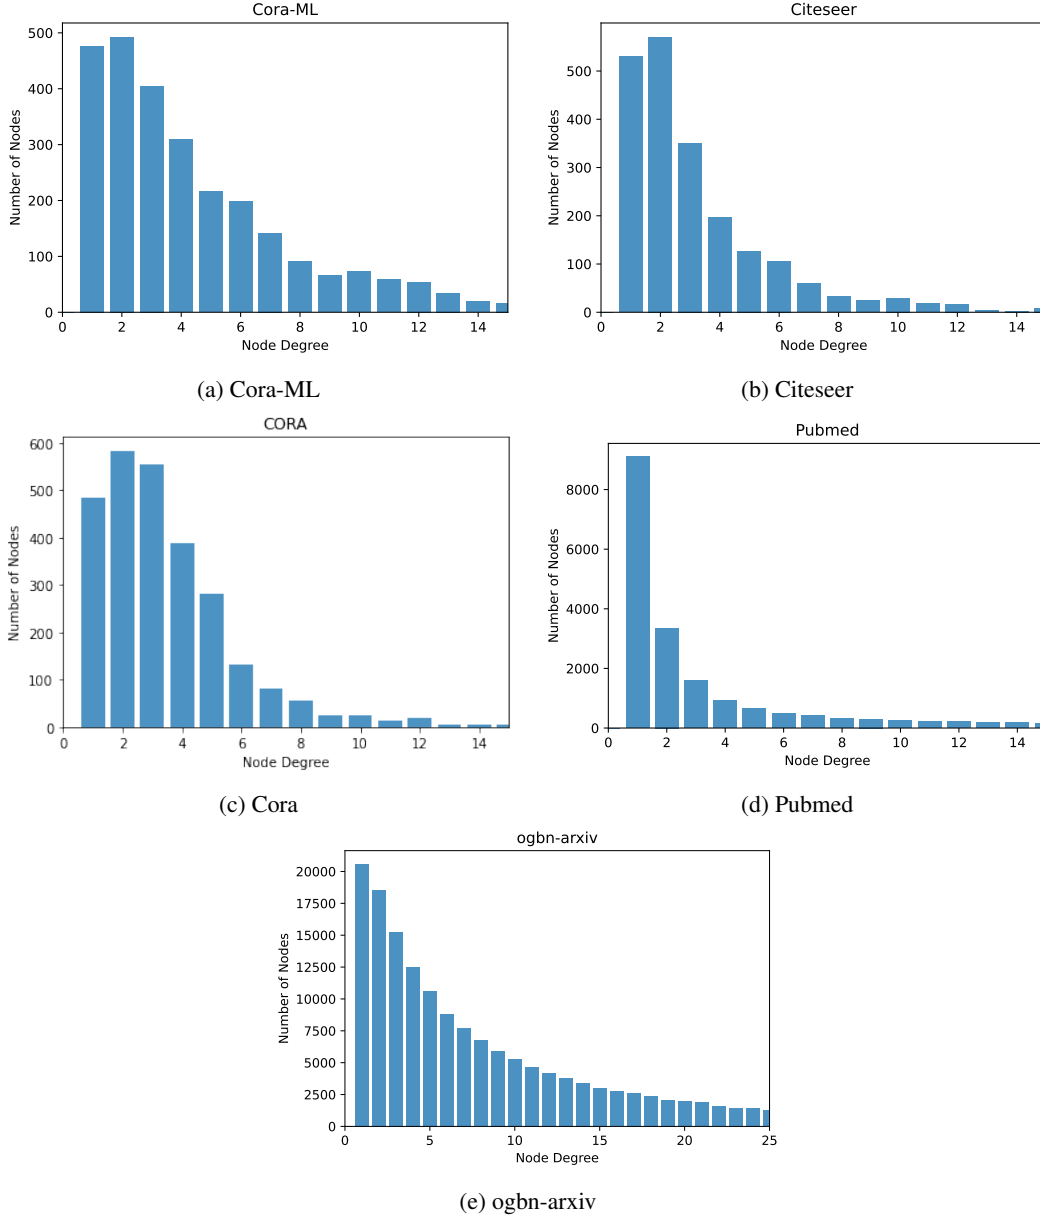 Cora-ML
500
400
300
200
100
0
0 2 4 6 8 10 12 14
Number of Nodes
Node Degree
(a) Cora-ML
Citeseer
500
400
300
200
100
0
0 2 4 6 8 10 12 14
Number of Nodes
Node Degree
(b) Citeseer
CORA
600
500
400
300
200
100
0
0 2 4 6 8 10 12 14
Number of Nodes
Node Degree
(c) Cora
Pubmed
8000
6000
4000
2000
0
0 2 4 6 8 10 12 14
Number of Nodes
Node Degree
(d) Pubmed
ogbn-arxiv
20000
17500
15000
12500
10000
7500
5000
2500
0
0 5 10 15 20 25
Number of Nodes
Node Degree
(e) ogbn-arxiv